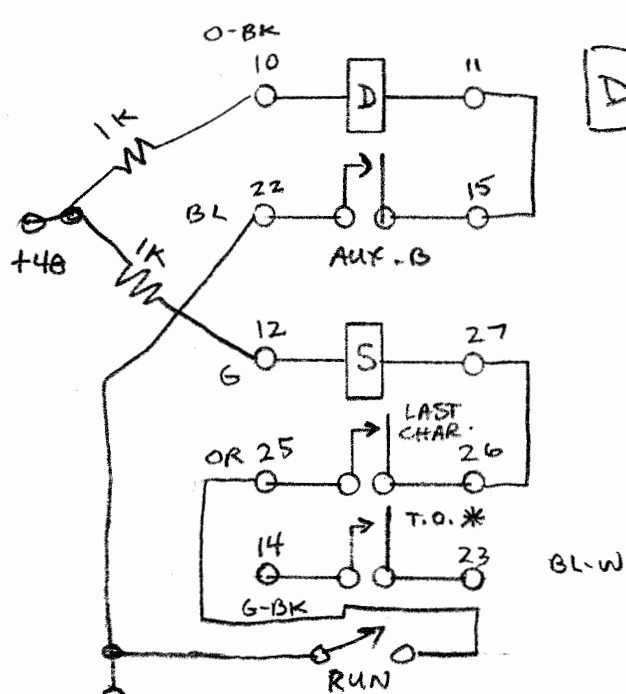 O-BK
10
11
D
D
1K
22
15
BL
+48
1K
AUX.B
12
27
S
G
LAST
CHAR.
OR 25
26
T.O.*
14
23
BL-W
G-BK
RUN